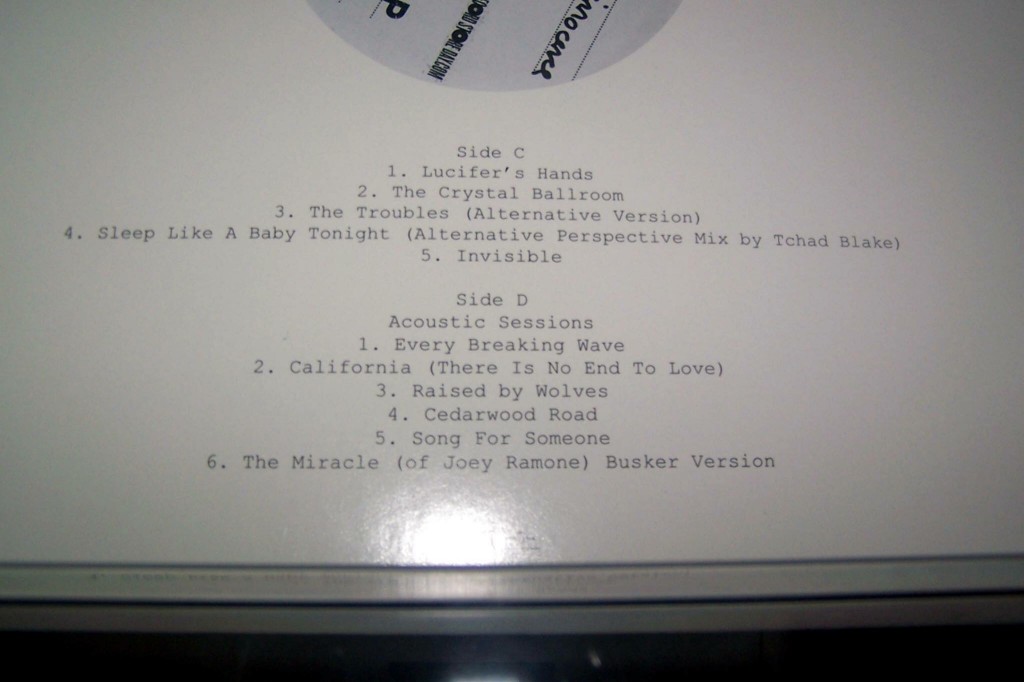 STORE DAY.COM
Side C
1. Lucifer's Hands
2. The Crystal Ballroom
3. The Troubles (Alternative Version)
4. Sleep Like A Baby Tonight (Alternative Perspective Mix by Tchad Blake)
5. Invisible
Side D
Acoustic Sessions
1. Every Breaking Wave
2. California (There Is No End To Love)
3. Raised by Wolves
4. Cedarwood Road
5. Song For Someone
6. The Miracle (of Joey Ramone) Busker Version